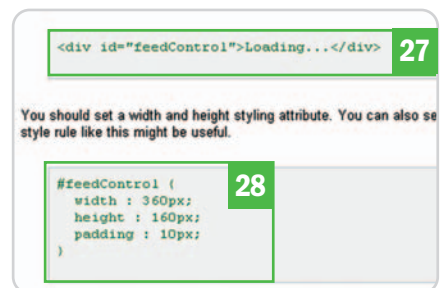 <div id="feedControl">Loading...</div>
27
You should set a width and height styling attribute. You can also se
style rule like this might be useful.
28
#feedControl {
width : 360px;
height : 160px;
padding : 10px;
}